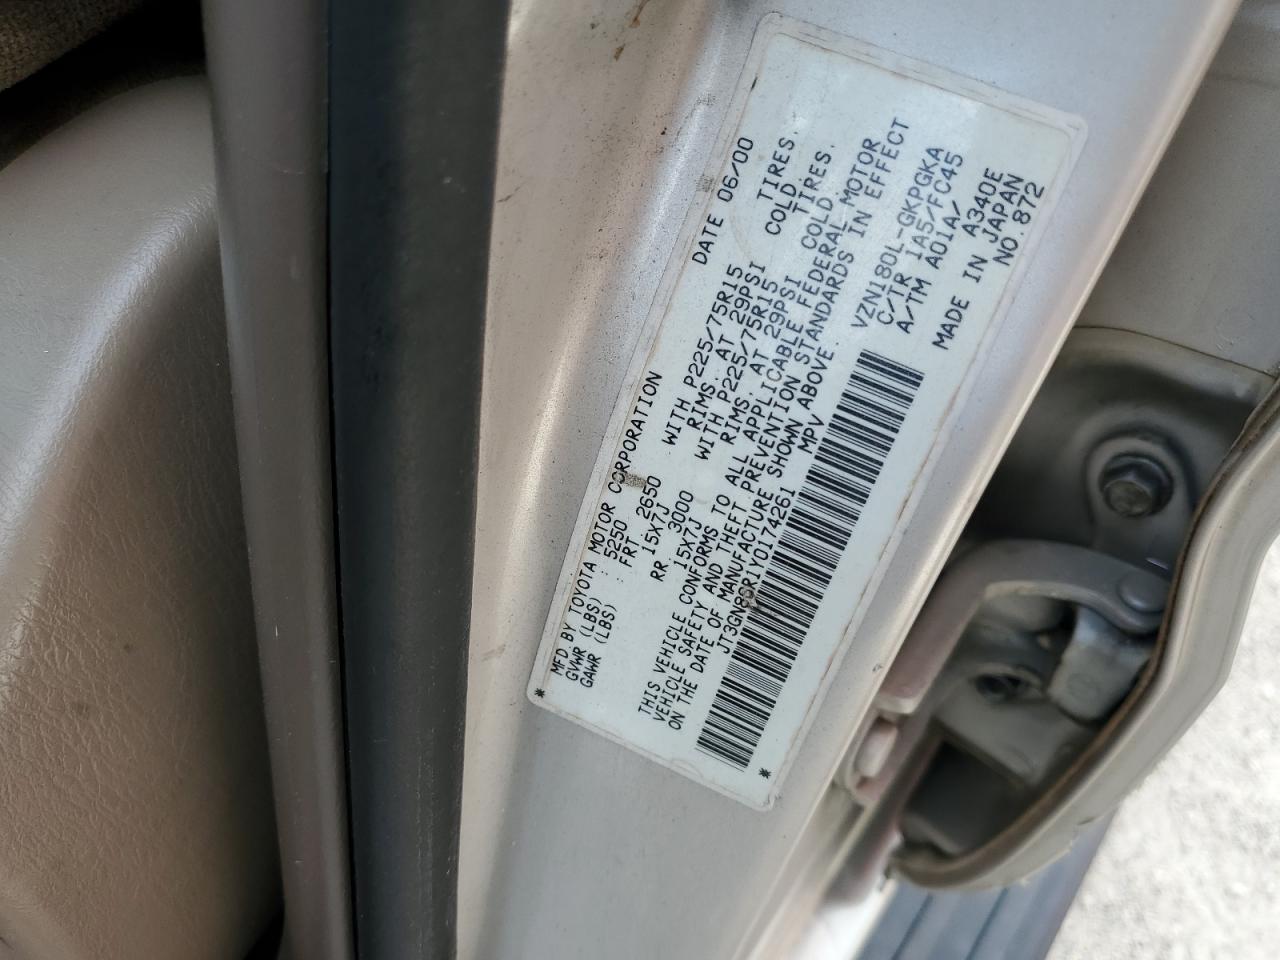 MFD. BY TOYOTA MOTOR CORPORATION DATE 06/00
GVWR (LBS) : 5250
GAWR (LBS) : FRT 2650 WITH P225/75R15 TIRES,
15X7J RIMS, AT 29PSI COLD.
RR 3000 WITH P225/75R15 TIRES,
15X7J RIMS, AT 29PSI COLD.
THIS VEHICLE CONFORMS TO ALL APPLICABLE FEDERAL MOTOR
VEHICLE SAFETY AND THEFT PREVENTION STANDARDS IN EFFECT
ON THE DATE OF MANUFACTURE SHOWN ABOVE.
JT3GN86R1Y0174261 MPV
VZN180L-GKPGKA
C/TR 1A5/FC45
A/TM A01A/ A340E
MADE IN JAPAN
NO.872
* *